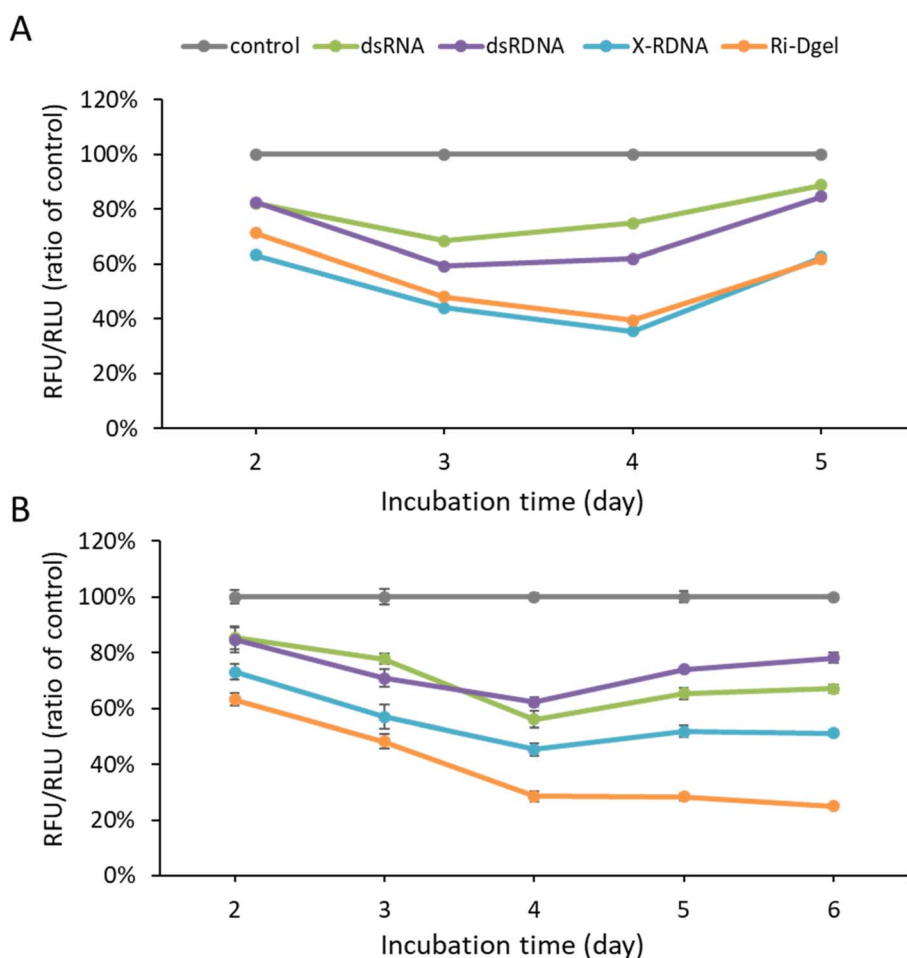 A
control dsRNA dsRDNA X-RDNA Ri-Dgel
RFU/RLU (ratio of control)
120%
100%
80%
60%
40%
20%
0%
2 3 4 5
Incubation time (day)
B
RFU/RLU (ratio of control)
120%
100%
80%
60%
40%
20%
0%
2 3 4 5 6
Incubation time (day)